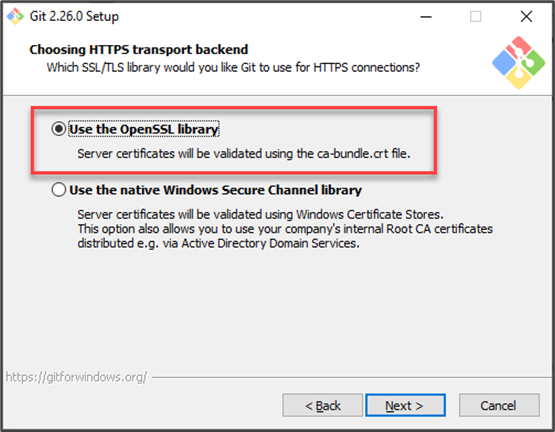 Git 2.26.0 Setup
Choosing HTTPS transport backend
Which SSL/TLS library would you like Git to use for HTTPS connections?
Use the OpenSSL library
Server certificates will be validated using the ca-bundle.crt file.
Use the native Windows Secure Channel library
Server certificates will be validated using Windows Certificate Stores.
This option also allows you to use your company's internal Root CA certificates
distributed e.g. via Active Directory Domain Services.
https://gitforwindows.org/
< Back
Next >
Cancel